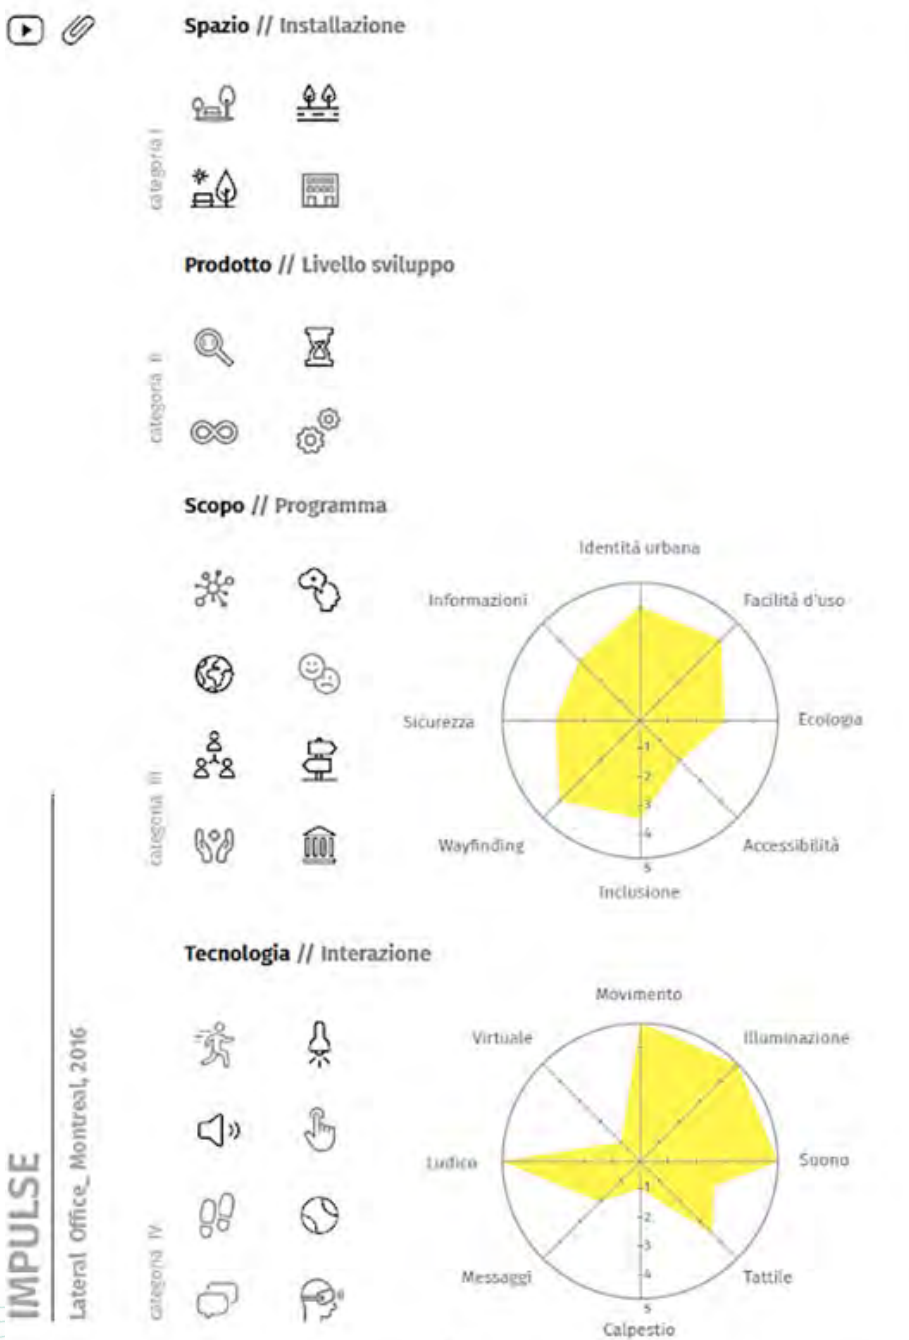 Spazio // Installazione
categoria I
Prodotto // Livello sviluppo
categoria II
Scopo // Programma
categoria III
Identità urbana
Informazioni
Facilità d'uso
Sicurezza
Ecologia
1
2
3
4
5
Wayfinding
Accessibilità
Inclusione
Tecnologia // Interazione
categoria IV
Movimento
Virtuale
Illuminazione
Ludico
Suono
1
2
3
4
5
Messaggi
Tattile
Calpestio
IMPULSE
Lateral Office_ Montreal, 2016